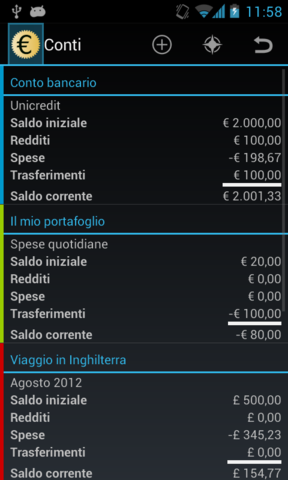 11:58
€ Conti
Conto bancario
Unicredit
Saldo iniziale € 2.000,00
Redditi € 100,00
Spese -€ 198,67
Trasferimenti € 100,00
Saldo corrente € 2.001,33
Il mio portafoglio
Spese quotidiane
Saldo iniziale € 20,00
Redditi € 0,00
Spese € 0,00
Trasferimenti -€ 100,00
Saldo corrente -€ 80,00
Viaggio in Inghilterra
Agosto 2012
Saldo iniziale £ 500,00
Redditi £ 0,00
Spese -£ 345,23
Trasferimenti £ 0,00
Saldo corrente £ 154,77